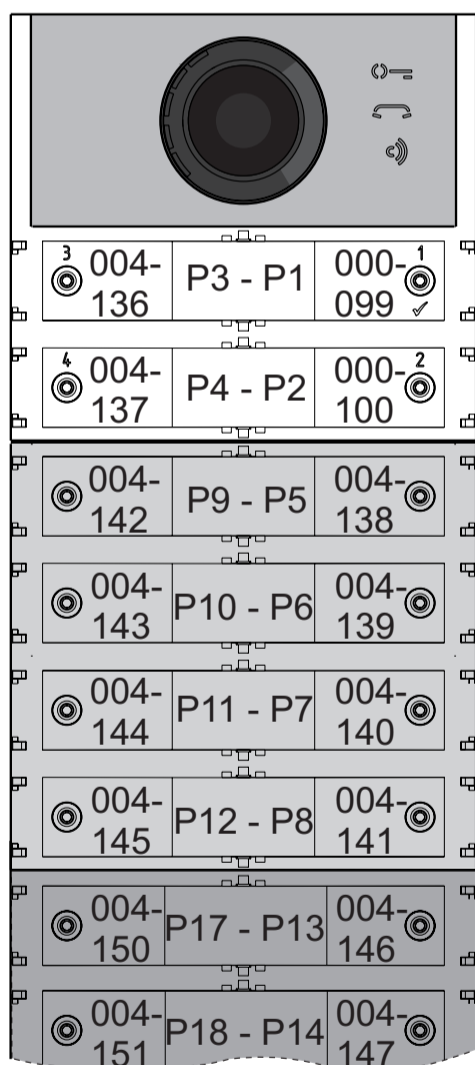 3 004- P3 - P1 000- 1
136 099 ✓
4 004- P4 - P2 000- 2
137 100
004- P9 - P5 004-
142 138
004- P10 - P6 004-
143 139
004- P11 - P7 004-
144 140
004- P12 - P8 004-
145 141
004- P17 - P13 004-
150 146
004- P18 - P14 004-
151 147